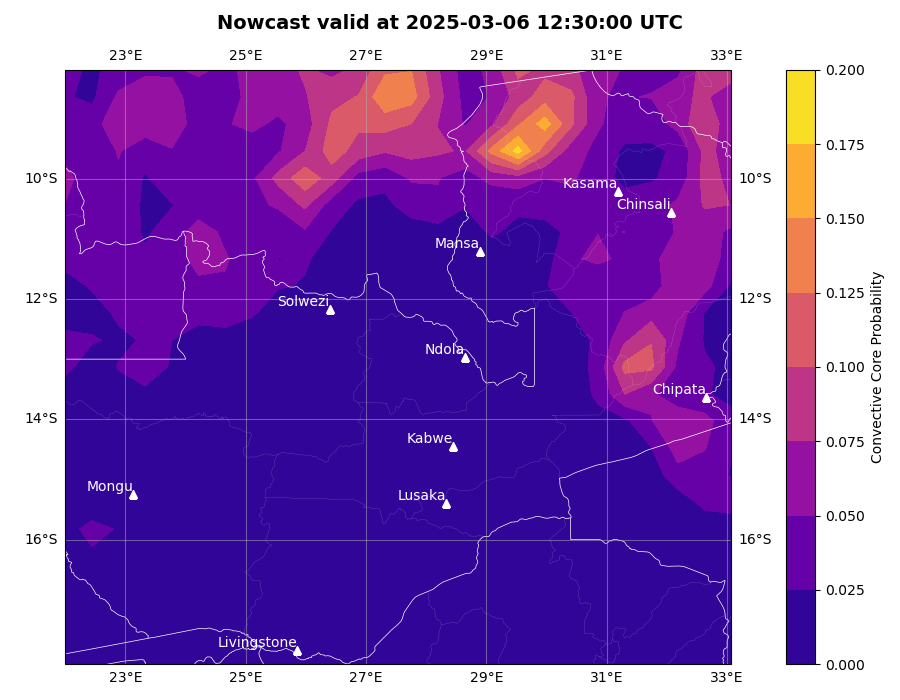 Nowcast valid at 2025-03-06 12:30:00 UTC
23°E 25°E 27°E 29°E 31°E 33°E
0.200
0.175
10°S 10°S
Kasama
Chinsali
0.150
Mansa
12°S 12°S
Solwezi
0.125
Ndola
0.100
Chipata
14°S 14°S
Kabwe
0.075
Mongu
Lusaka
0.050
16°S 16°S
0.025
Livingstone
0.000
23°E 25°E 27°E 29°E 31°E 33°E
Convective Core Probability